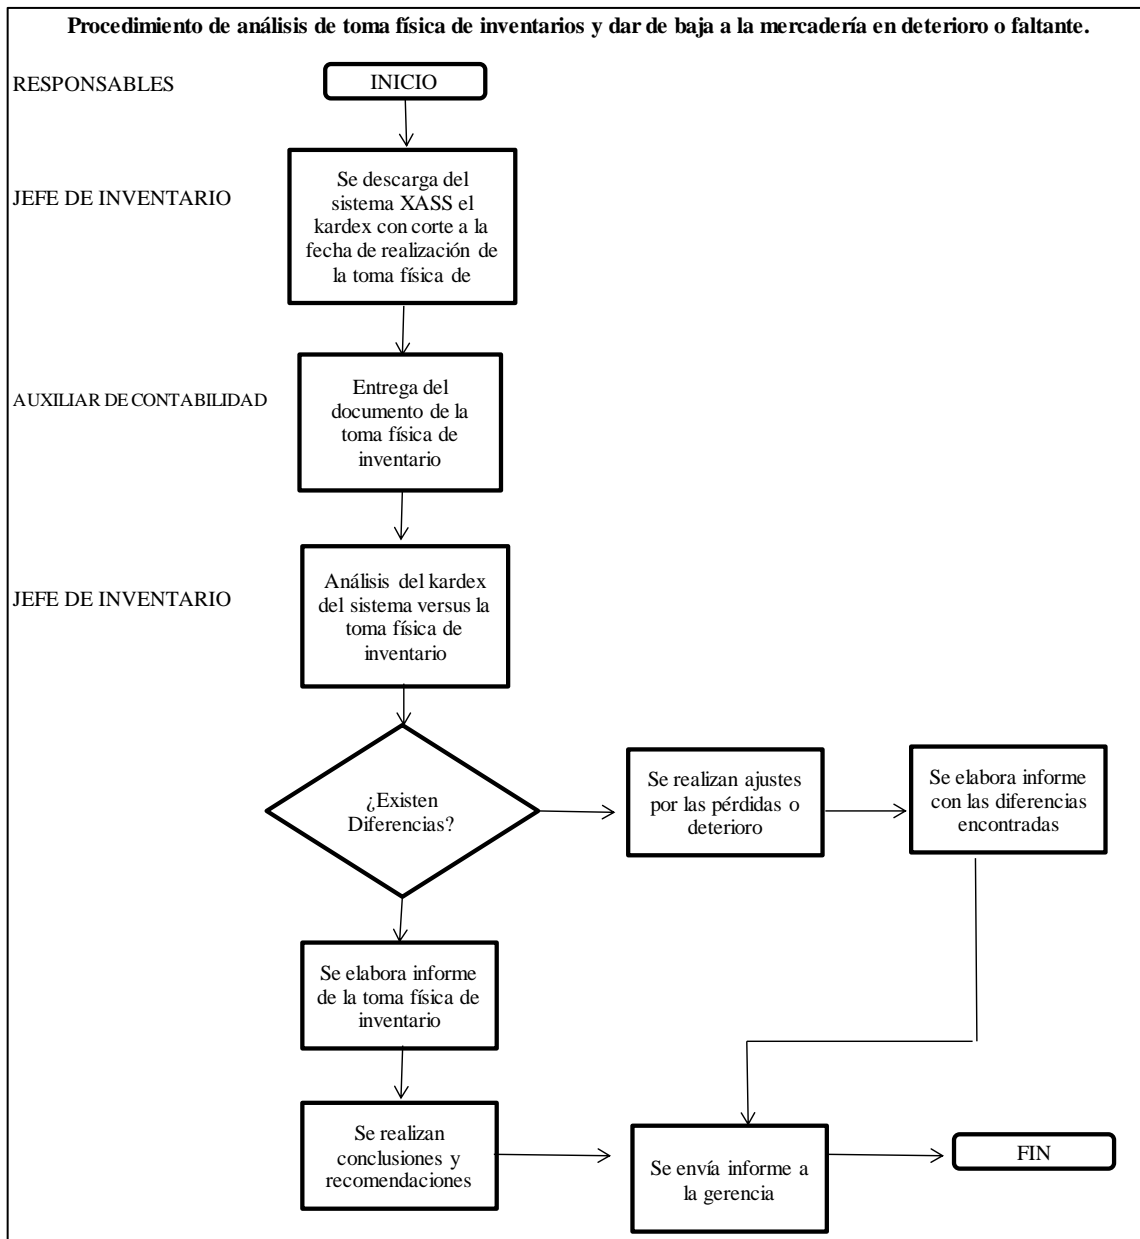 Procedimiento de análisis de toma física de inventarios y dar de baja a la mercadería en deterioro o faltante.
RESPONSABLES
INICIO
JEFE DE INVENTARIO
Se descarga del
sistema XASS el
kardex con corte a la
fecha de realización de
la toma física de
AUXILIAR DE CONTABILIDAD
Entrega del
documento de la
toma física de
inventario
JEFE DE INVENTARIO
Análisis del kardex
del sistema versus la
toma física de
inventario
¿Existen
Diferencias?
Se realizan ajustes
por las pérdidas o
deterioro
Se elabora informe
con las diferencias
encontradas
Se elabora informe
de la toma física de
inventario
Se realizan
conclusiones y
recomendaciones
Se envía informe a
la gerencia
FIN